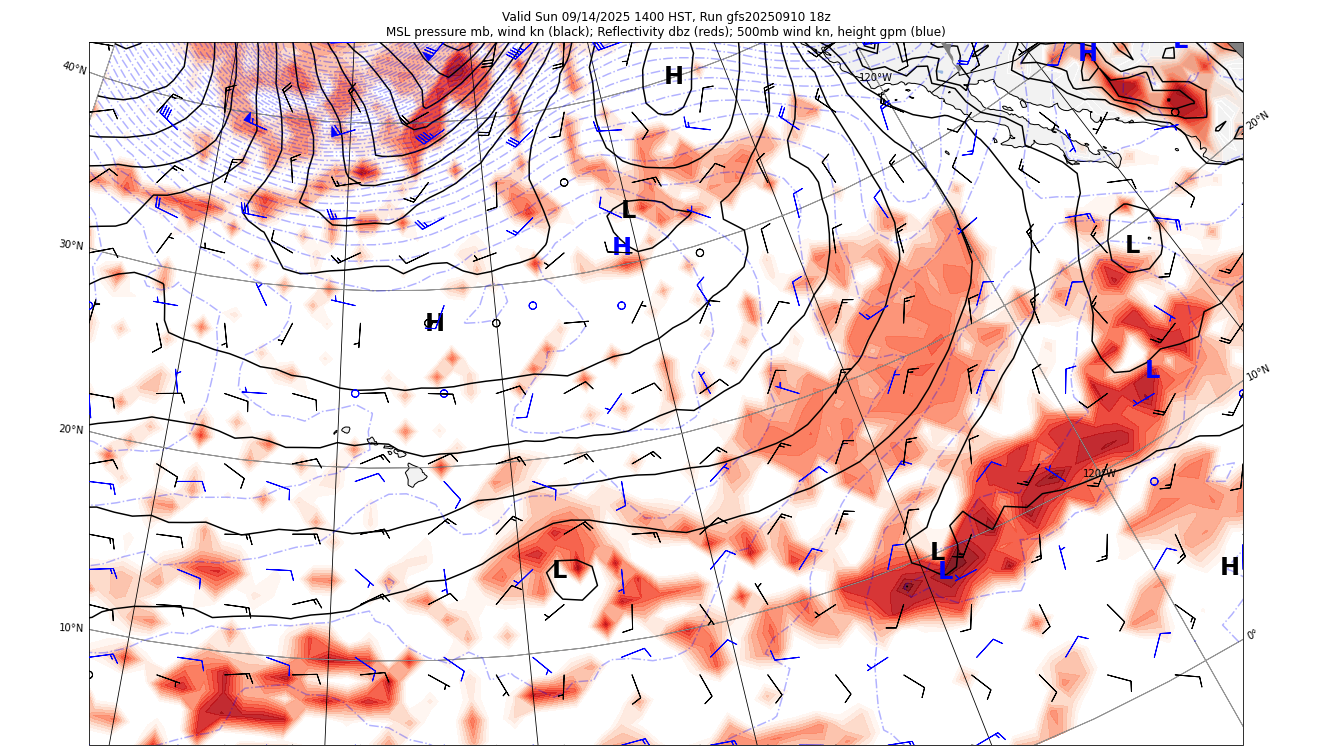 Valid Sun 09/14/2025 1400 HST, Run gfs20250910 18z
MSL pressure mb, wind kn (black); Reflectivity dbz (reds); 500mb wind kn, height gpm (blue)
H
L
40°N
H
120°W
20°N
L
30°N
H
L
H
L
10°N
20°N
120°W
L
L
L
H
10°N
0°